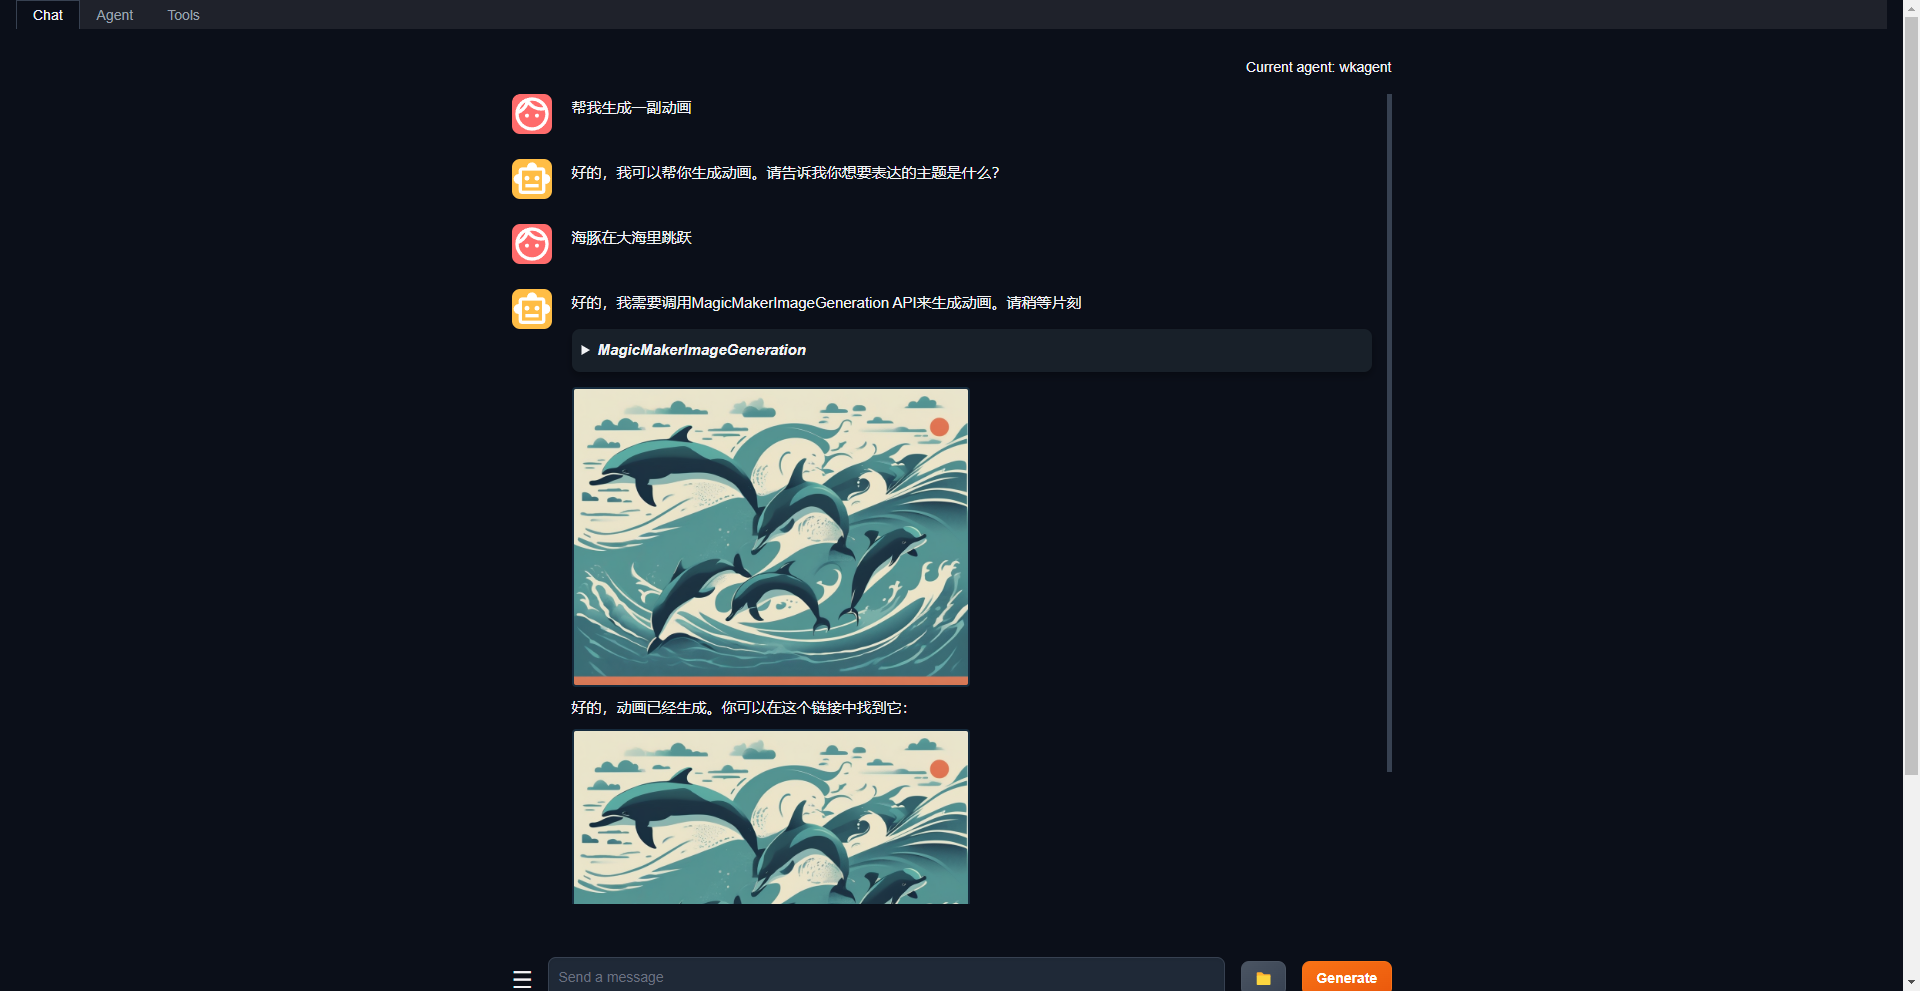 Chat Agent Tools
Current agent: wkagent
帮我生成一副动画
好的，我可以帮你生成动画。请告诉我你想要表达的主题是什么？
海豚在大海里跳跃
好的，我需要调用MagicMakerImageGeneration API来生成动画。请稍等片刻
MagicMakerImageGeneration
好的，动画已经生成。你可以在这个链接中找到它：
Send a message
Generate